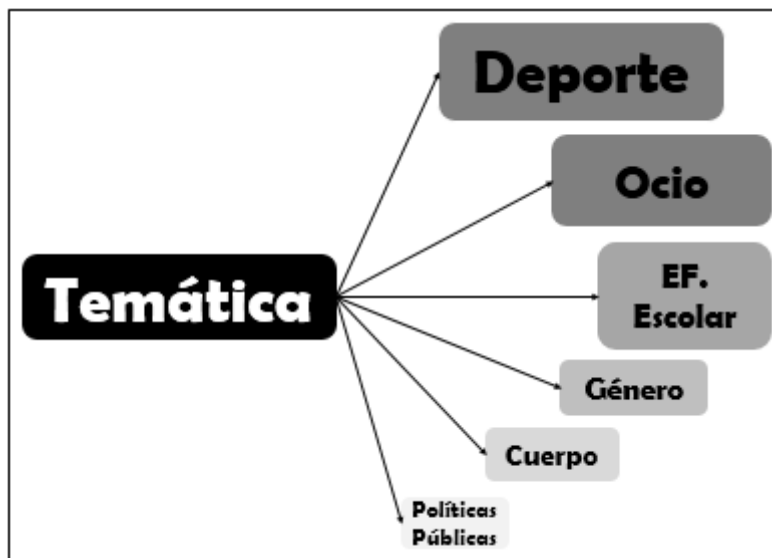 Deporte
Ocio
EF.
Escolar
Temática
Género
Cuerpo
Políticas
Públicas